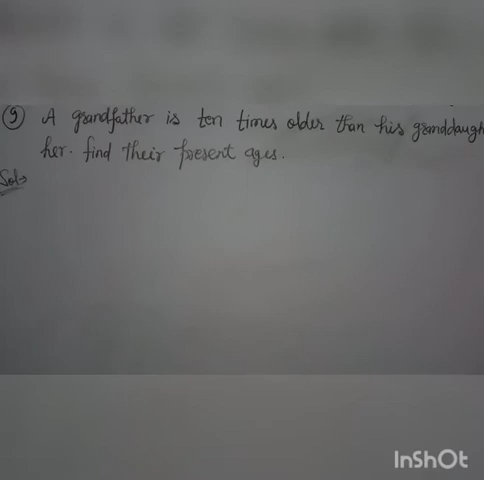 ⑨ A grandfather is ten times older than his granddaugh
her. find their present ages.
Sol→
InShOt